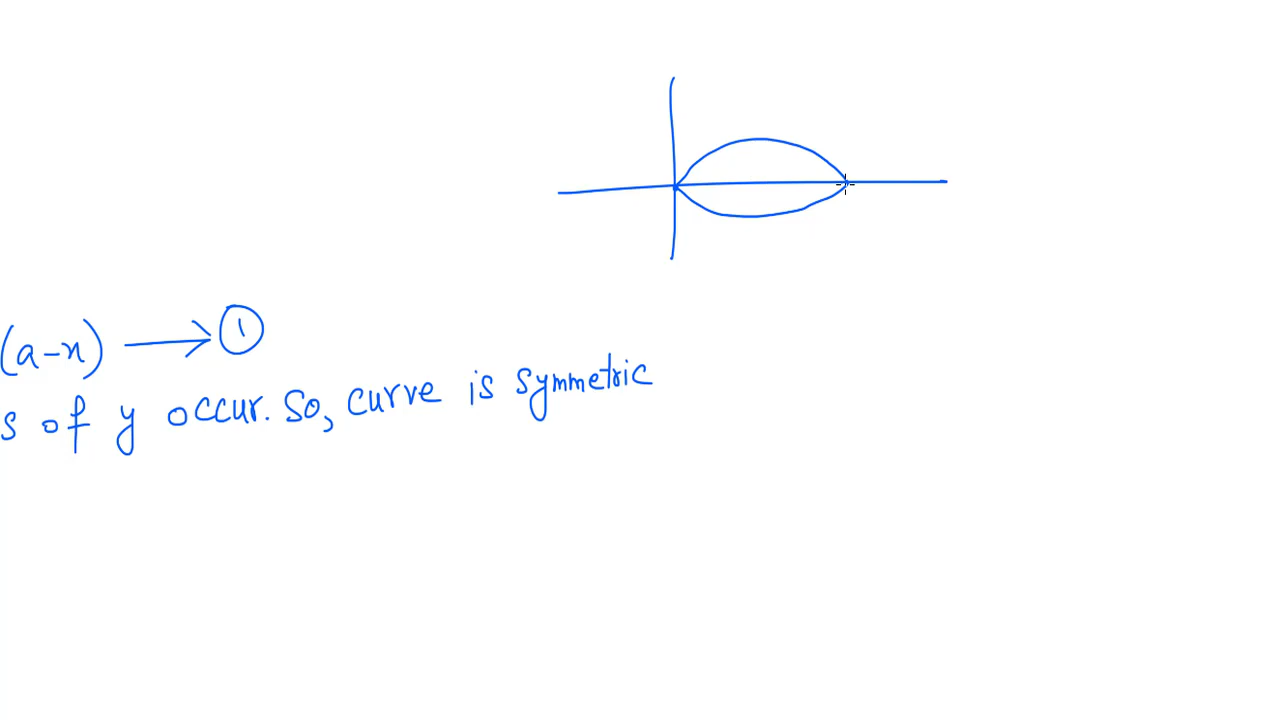 (a-x) → ①
s of y occur. So, curve is symmetric